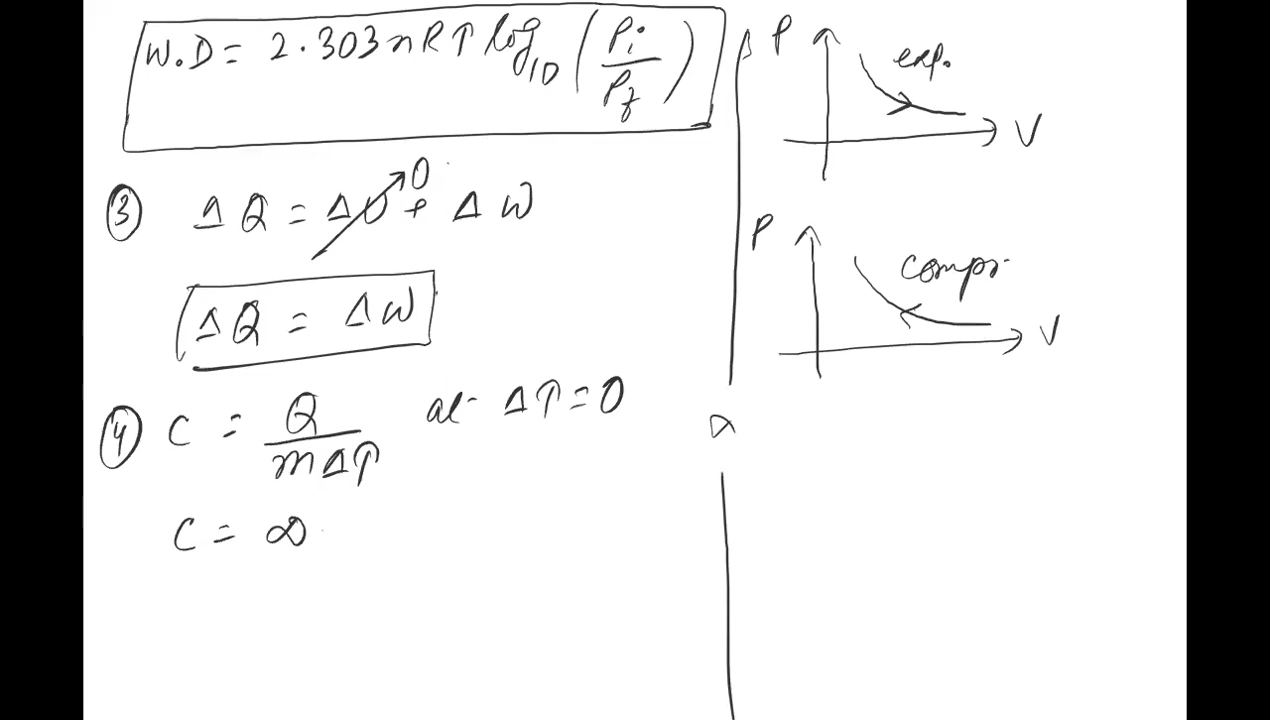 W.D = 2.303 nRT log₁₀ (Pi/Pf)
③ ΔQ = ΔU→0 + ΔW
ΔQ = ΔW
④ C = Q/mΔT at ΔT = 0
C = ∞
P exp.
V
P compr
V